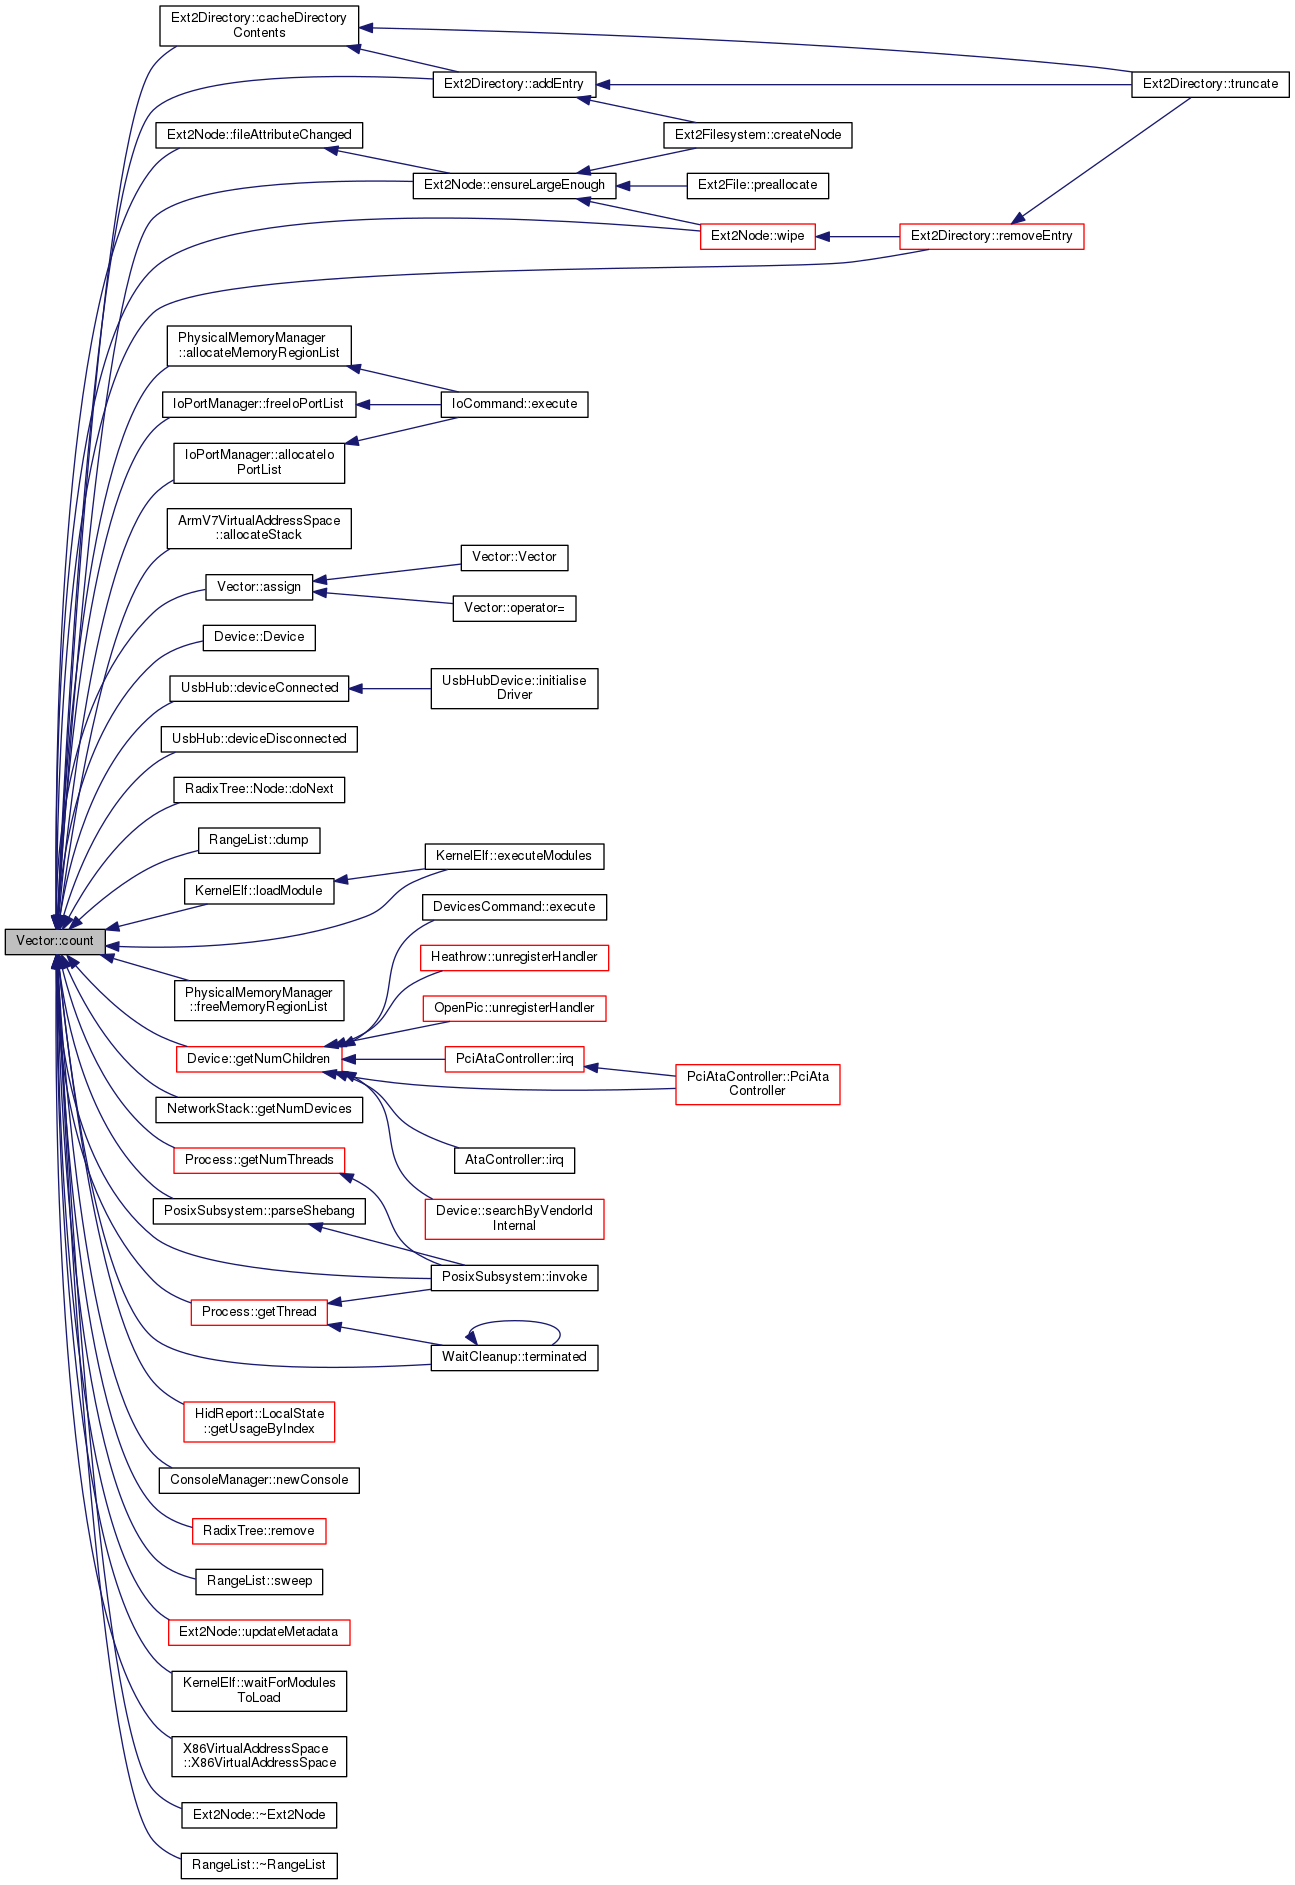 Ext2Directory::cacheDirectory
Contents
Ext2Directory::addEntry
Ext2Directory::truncate
Ext2Node::fileAttributeChanged
Ext2Filesystem::createNode
Ext2Node::ensureLargeEnough
Ext2File::preallocate
Ext2Node::wipe
Ext2Directory::removeEntry
PhysicalMemoryManager
::allocateMemoryRegionList
IoPortManager::freeIoPortList
IoCommand::execute
IoPortManager::allocateIo
PortList
ArmV7VirtualAddressSpace
::allocateStack
Vector::Vector
Vector::assign
Vector::operator=
Device::Device
UsbHub::deviceConnected
UsbHubDevice::initialise
Driver
UsbHub::deviceDisconnected
RadixTree::Node::doNext
RangeList::dump
KernelElf::executeModules
KernelElf::loadModule
DevicesCommand::execute
Vector::count
Heathrow::unregisterHandler
PhysicalMemoryManager
::freeMemoryRegionList
OpenPic::unregisterHandler
Device::getNumChildren
PciAtaController::irq
PciAtaController::PciAta
Controller
NetworkStack::getNumDevices
Process::getNumThreads
AtaController::irq
PosixSubsystem::parseShebang
Device::searchByVendorId
Internal
PosixSubsystem::invoke
Process::getThread
WaitCleanup::terminated
HidReport::LocalState
::getUsageByIndex
ConsoleManager::newConsole
RadixTree::remove
RangeList::sweep
Ext2Node::updateMetadata
KernelElf::waitForModules
ToLoad
X86VirtualAddressSpace
::X86VirtualAddressSpace
Ext2Node::~Ext2Node
RangeList::~RangeList